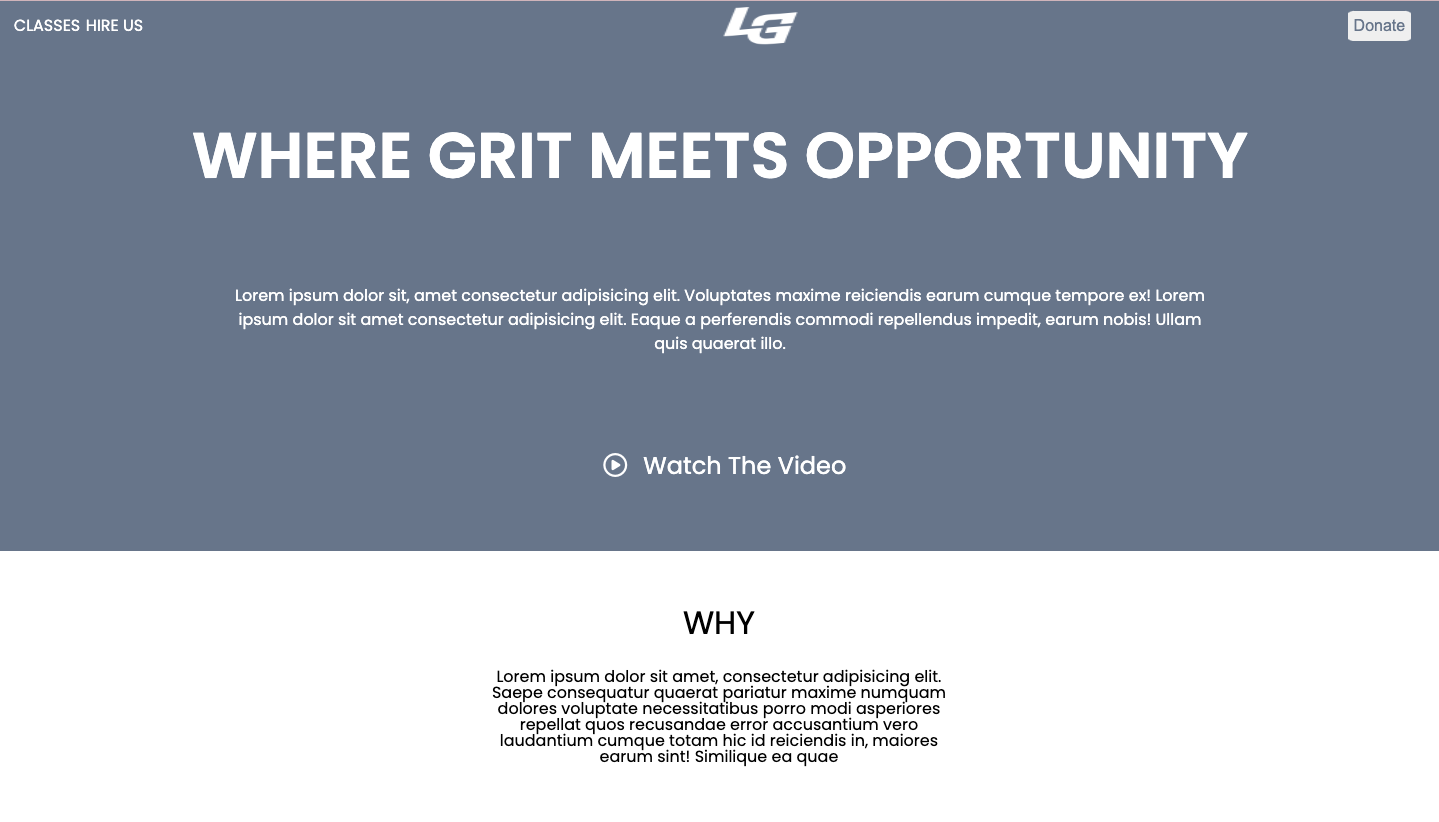 CLASSES HIRE US
LG
Donate
WHERE GRIT MEETS OPPORTUNITY
Lorem ipsum dolor sit, amet consectetur adipisicing elit. Voluptates maxime reiciendis earum cumque tempore ex! Lorem
ipsum dolor sit amet consectetur adipisicing elit. Eaque a perferendis commodi repellendus impedit, earum nobis! Ullam
quis quaerat illo.
Watch The Video
WHY
Lorem ipsum dolor sit amet, consectetur adipisicing elit.
Saepe consequatur quaerat pariatur maxime numquam
dolores voluptate necessitatibus porro modi asperiores
repellat quos recusandae error accusantium vero
laudantium cumque totam hic id reiciendis in, maiores
earum sint! Similique ea quae